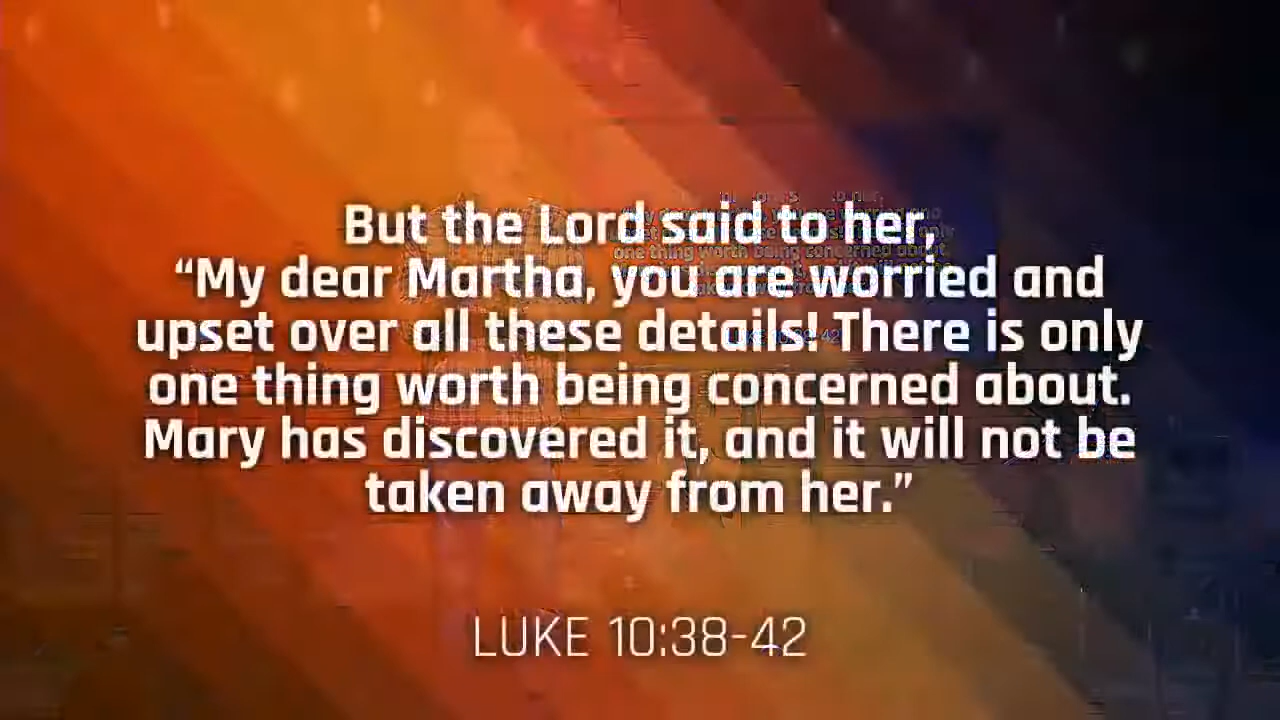 But the Lord said to her,
“My dear Martha, you are worried and
upset over all these details! There is only
one thing worth being concerned about.
Mary has discovered it, and it will not be
taken away from her.”
LUKE 10:38-42